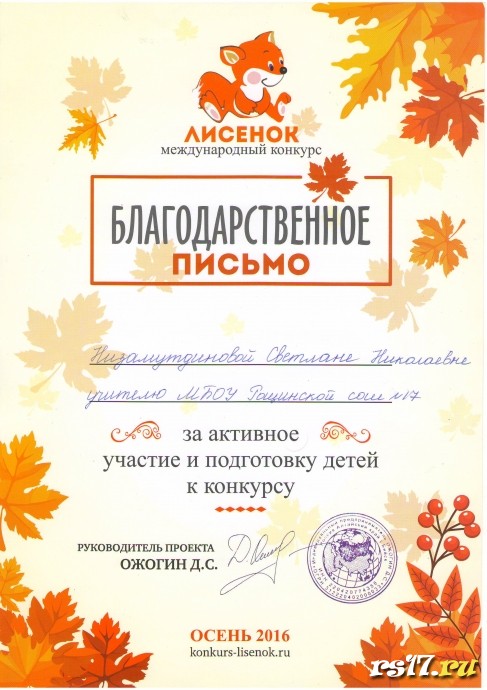 ЛИСЕНОК
международный конкурс
БЛАГОДАРСТВЕННОЕ
ПИСЬМО
Низамутдиновой Светлане Николаевне
учителю МБОУ Рощинской сош №17
за активное
участие и подготовку детей
к конкурсу
РУКОВОДИТЕЛЬ ПРОЕКТА
ОЖОГИН Д.С.
ОСЕНЬ 2016
konkurs-lisenok.ru
rs17.ru